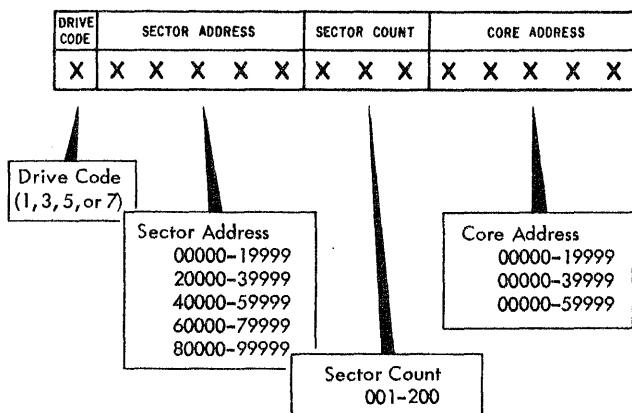 DRIVE CODE SECTOR ADDRESS SECTOR COUNT CORE ADDRESS
X X X X X X X X X X X X X X
Drive Code
(1, 3, 5, or 7)
Sector Address
00000-19999
20000-39999
40000-59999
60000-79999
80000-99999
Sector Count
001-200
Core Address
00000-19999
00000-39999
00000-59999